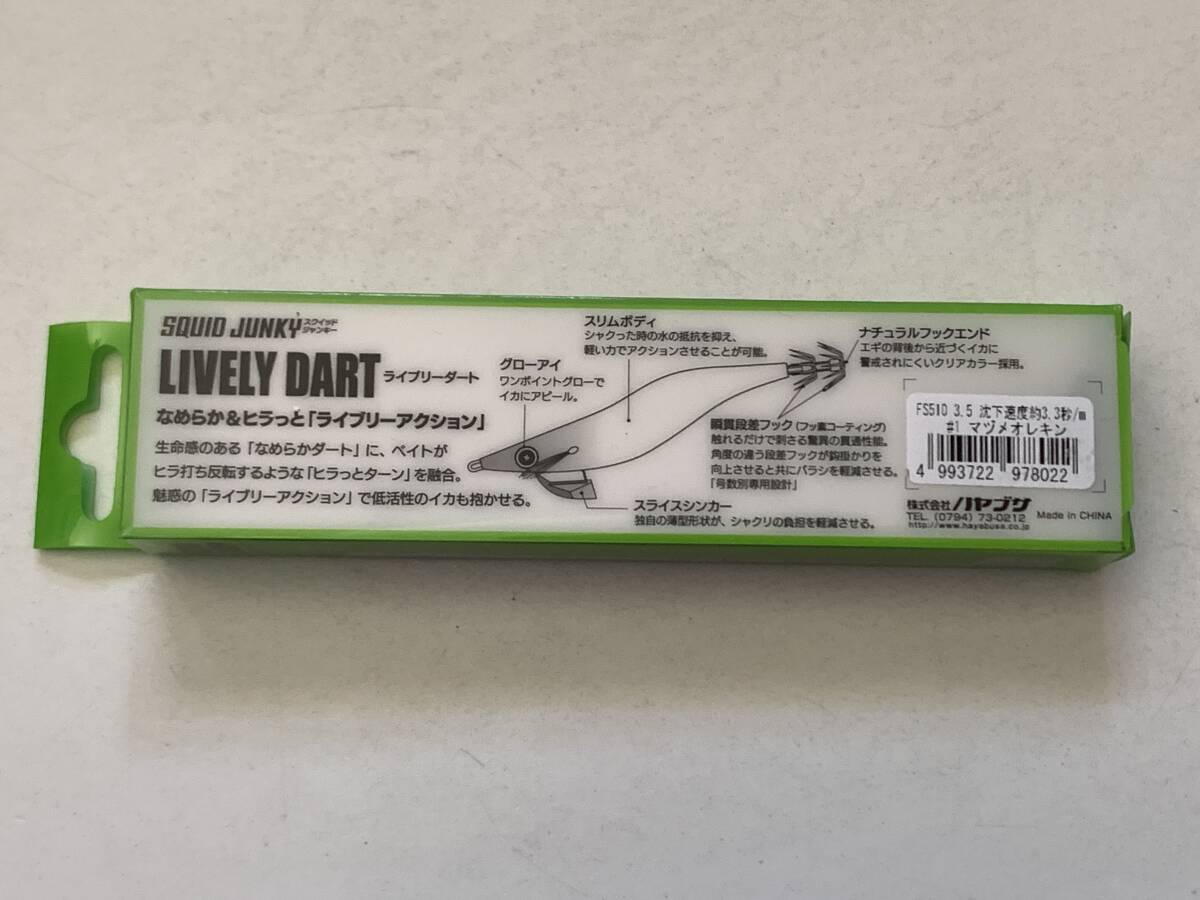 SQUID JUNKY スクイッド
ジャンキー
LIVELY DART ライブリーダート
なめらか&ヒラっと「ライブリーアクション」
生命感のある「なめらかダート」に、ベイトが
ヒラ打ち反転するような「ヒラっとターン」を融合。
魅惑の「ライブリーアクション」で低活性のイカも抱かせる。
グローアイ
ワンポイントグローで
イカにアピール。
スリムボディ
シャクった時の水の抵抗を抑え、
軽い力でアクションさせることが可能。
ナチュラルフックエンド
エギの背後から近づくイカに
警戒されにくいクリアカラー採用。
瞬貫段差フック(フッ素コーティング)
触れるだけで刺さる驚異の貫通性能。
角度の違う段差フックが鈎掛かりを
向上させると共にバラシを軽減させる。
「号数別専用設計」
スライスシンカー
独自の薄型形状が、シャクリの負担を軽減させる。
FS510 3.5 沈下速度約3.3秒/m
#1 マヅメオレキン
4 993722 978022
株式会社ハヤブサ
TEL. (0794) 73-0212
http://www.hayabusa.co.jp
Made in CHINA